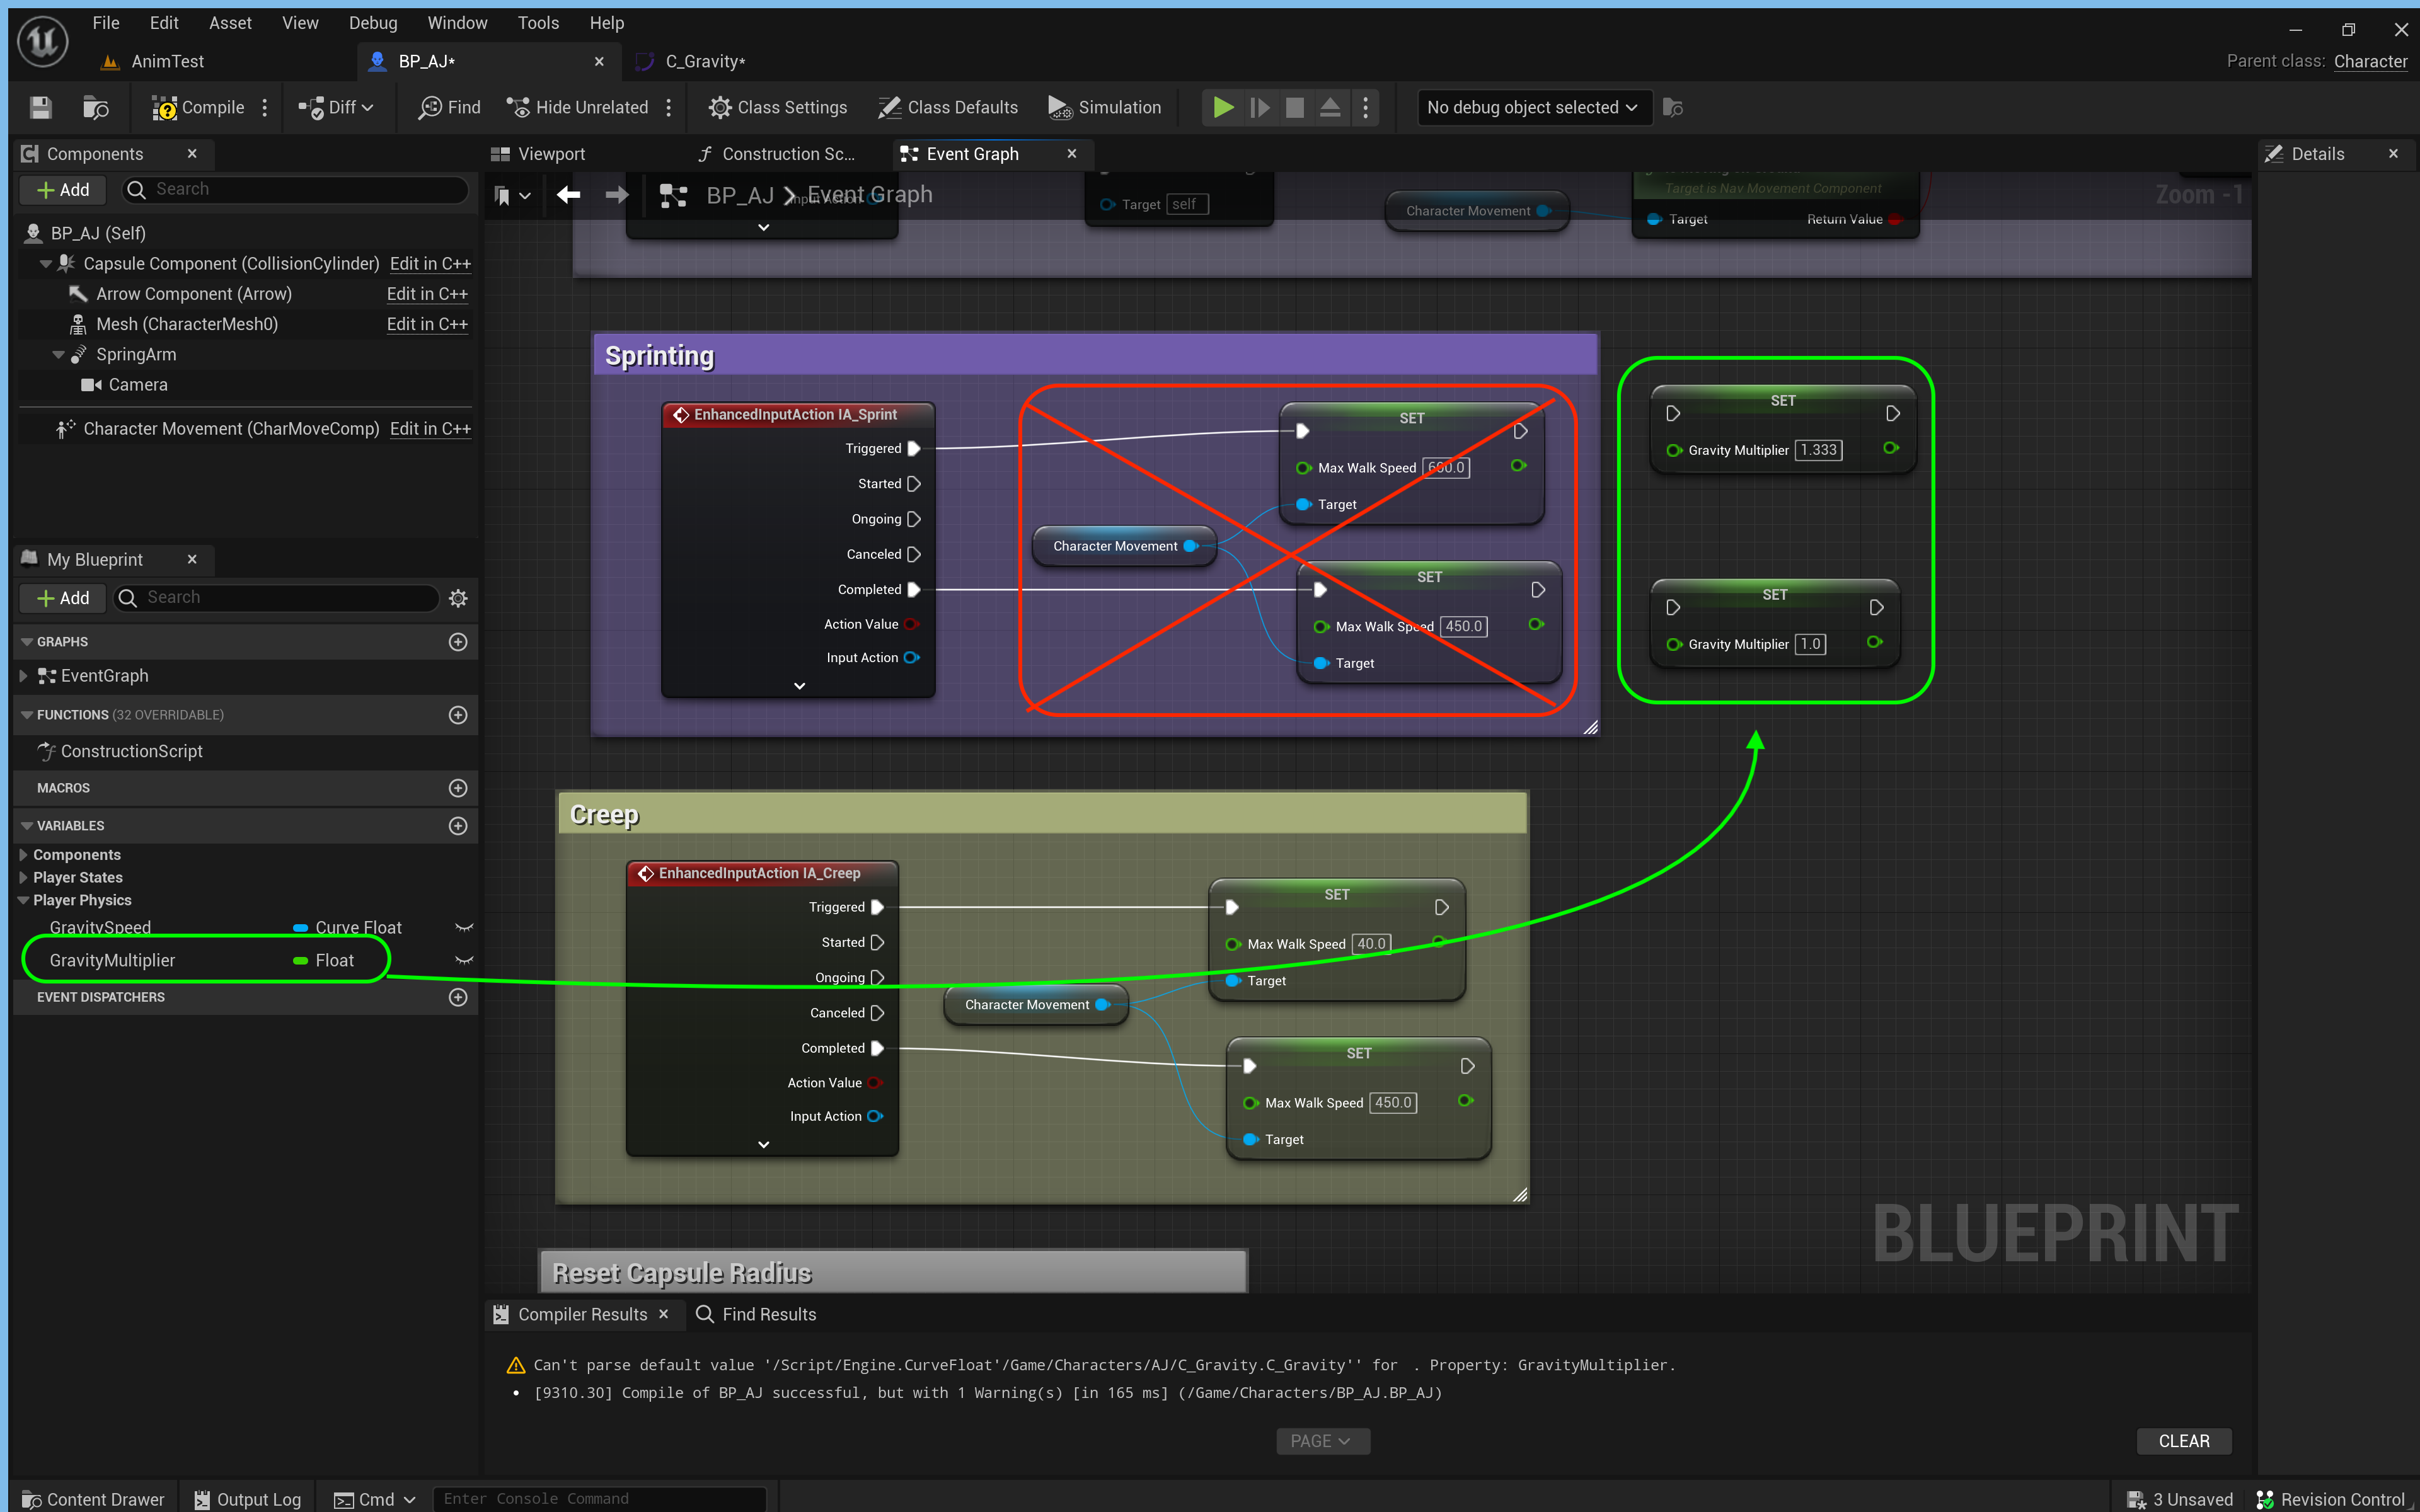 File Edit Asset View Debug Window Tools Help
AnimTest
BP_AJ*
C_Gravity*
Parent class: Character
Compile
Diff
Find
Hide Unrelated
Class Settings
Class Defaults
Simulation
No debug object selected
Components
Viewport
Construction Sc...
Event Graph
Details
Add
Search
BP_AJ
Event Graph
Input Action
Target self
Character Movement
Target is Nav Movement Component
Target
Return Value
Zoom -1
BP_AJ (Self)
Capsule Component (CollisionCylinder) Edit in C++
Arrow Component (Arrow) Edit in C++
Mesh (CharacterMesh0) Edit in C++
SpringArm
Camera
Character Movement (CharMoveComp) Edit in C++
My Blueprint
Add
Search
GRAPHS
EventGraph
FUNCTIONS (32 OVERRIDABLE)
ConstructionScript
MACROS
VARIABLES
Components
Player States
Player Physics
GravitySpeed Curve Float
GravityMultiplier Float
EVENT DISPATCHERS
Sprinting
EnhancedInputAction IA_Sprint
Triggered
Started
Ongoing
Canceled
Completed
Action Value
Input Action
Character Movement
SET
Max Walk Speed 600.0
Target
SET
Max Walk Speed 450.0
Target
SET
Gravity Multiplier 1.333
SET
Gravity Multiplier 1.0
Creep
EnhancedInputAction IA_Creep
Triggered
Started
Ongoing
Canceled
Completed
Action Value
Input Action
Character Movement
SET
Max Walk Speed 40.0
Target
SET
Max Walk Speed 450.0
Target
Reset Capsule Radius
BLUEPRINT
Compiler Results
Find Results
Can't parse default value '/Script/Engine.CurveFloat'/Game/Characters/AJ/C_Gravity.C_Gravity'' for . Property: GravityMultiplier.
[9310.30] Compile of BP_AJ successful, but with 1 Warning(s) [in 165 ms] (/Game/Characters/BP_AJ.BP_AJ)
PAGE
CLEAR
Content Drawer
Output Log
Cmd
Enter Console Command
3 Unsaved
Revision Control